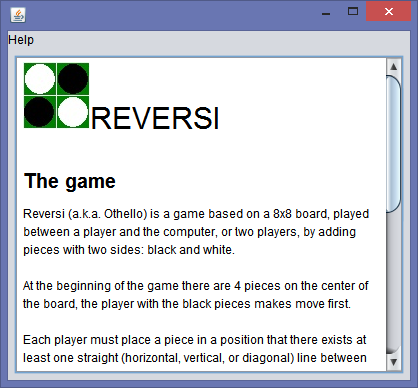 Help
REVERSI
The game
Reversi (a.k.a. Othello) is a game based on a 8x8 board, played
between a player and the computer, or two players, by adding
pieces with two sides: black and white.
At the beginning of the game there are 4 pieces on the center of
the board, the player with the black pieces makes move first.
Each player must place a piece in a position that there exists at
least one straight (horizontal, vertical, or diagonal) line between